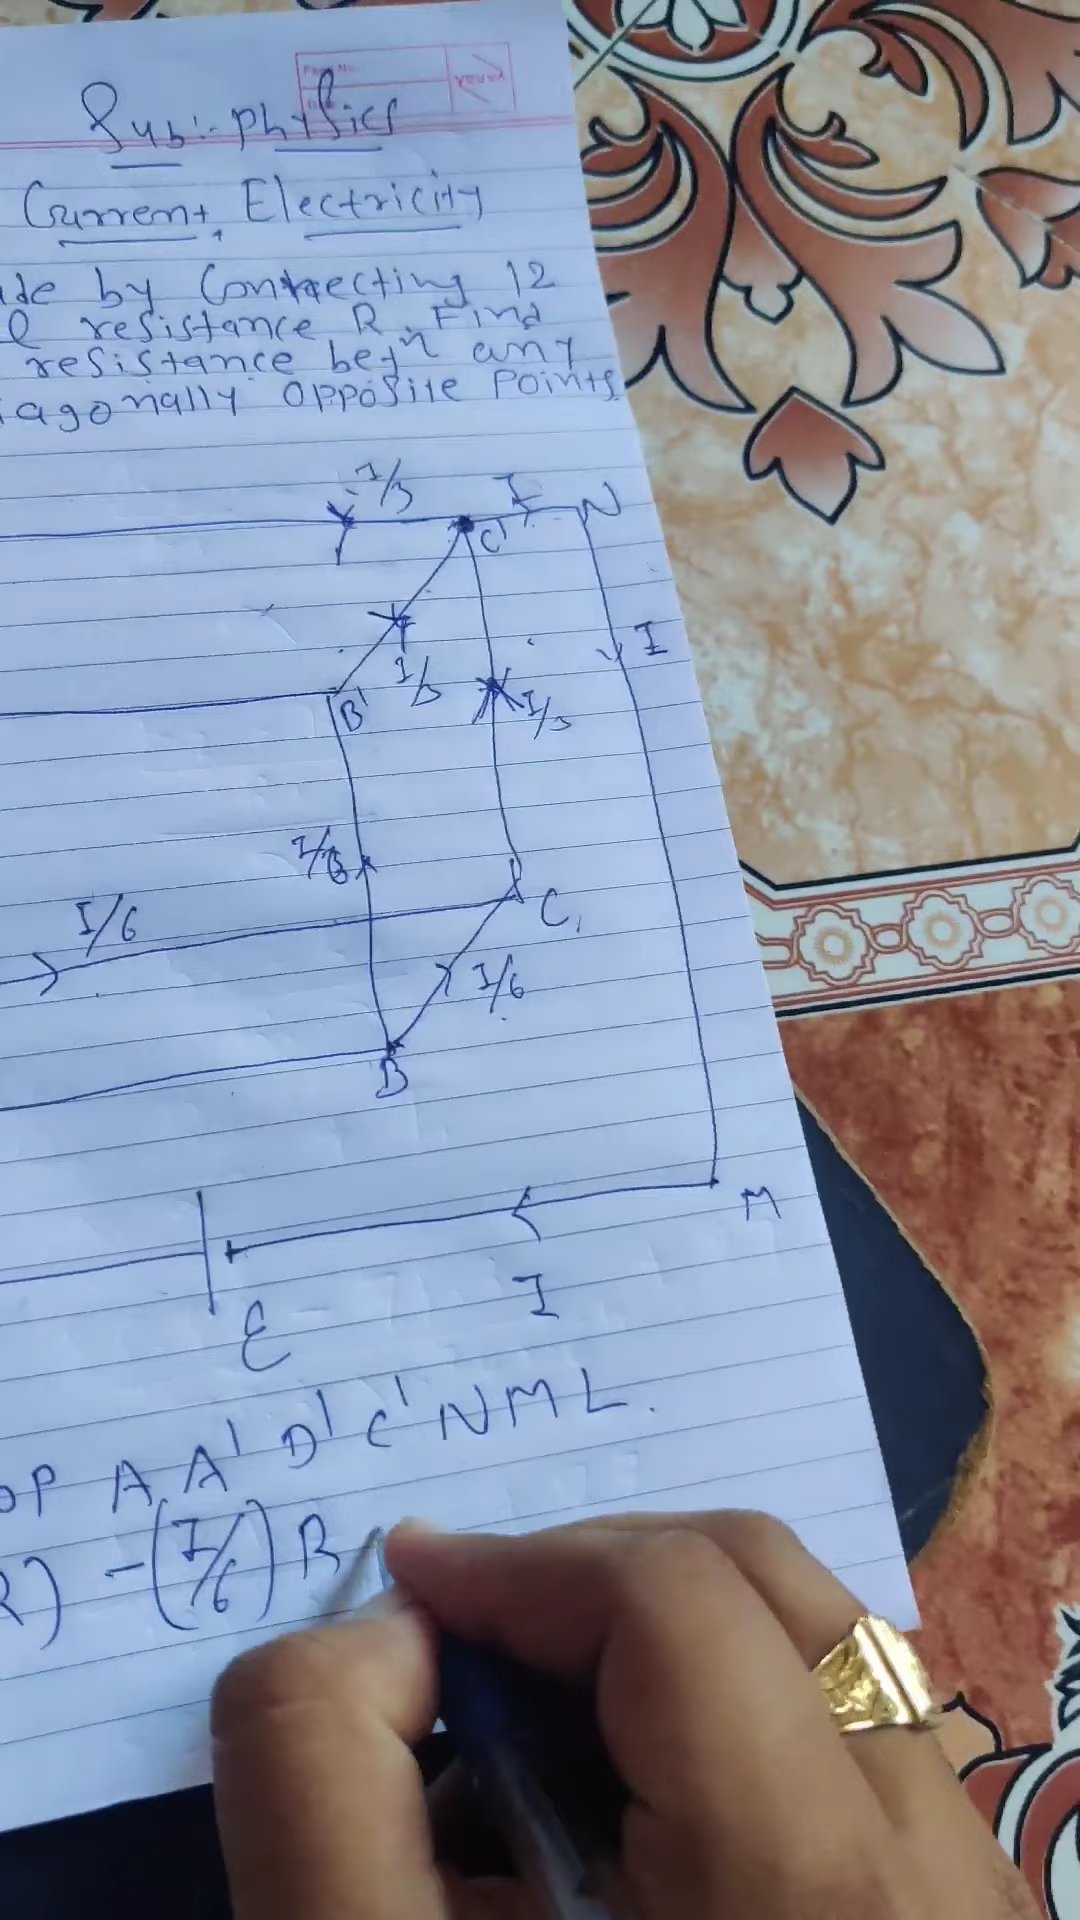 Sub:- Physics
Current Electricity
ade by Connecting 12
l resistance R. Find
resistance betn any
iagonally opposite points.
I/3
I
N
C'
I
I/3
B'
I/3
I/6
I/6
C
I/6
B
M
I
E
op A A' D' C' N M L.
R) -(I/6) R